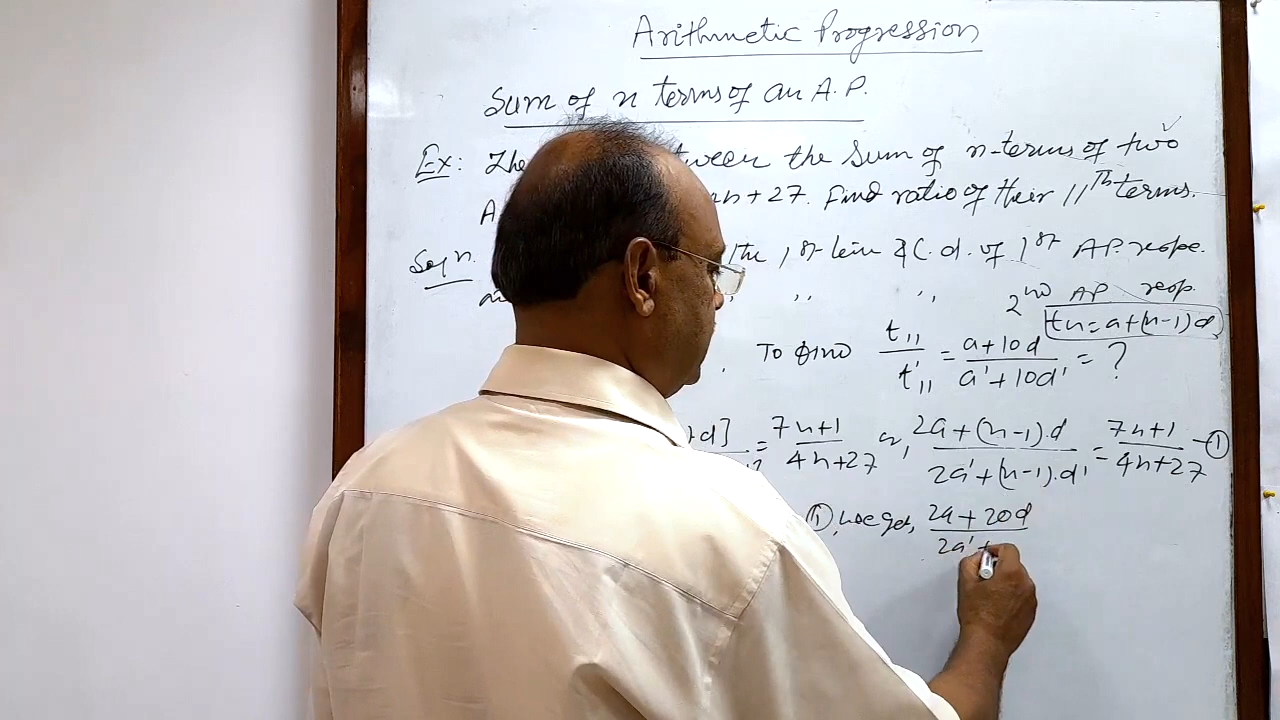 Arithmetic Progression
Sum of n terms of an A.P.
Ex: The the sum of n-terms of two
A n+27. Find ratio of their 11th terms.
Solⁿ. the 1st & C.d. of 1st AP respe.
,, ,, 2nd AP resp.
tn=a+(n-1)d
To find t11/t'11 = a+10d/a'+10d' = ?
+d] = 7n+1/4n+27 or, 2a+(n-1).d/2a'+(n-1).d' = 7n+1/4n+27 —①
①, we get, 2a+20d/2a'+